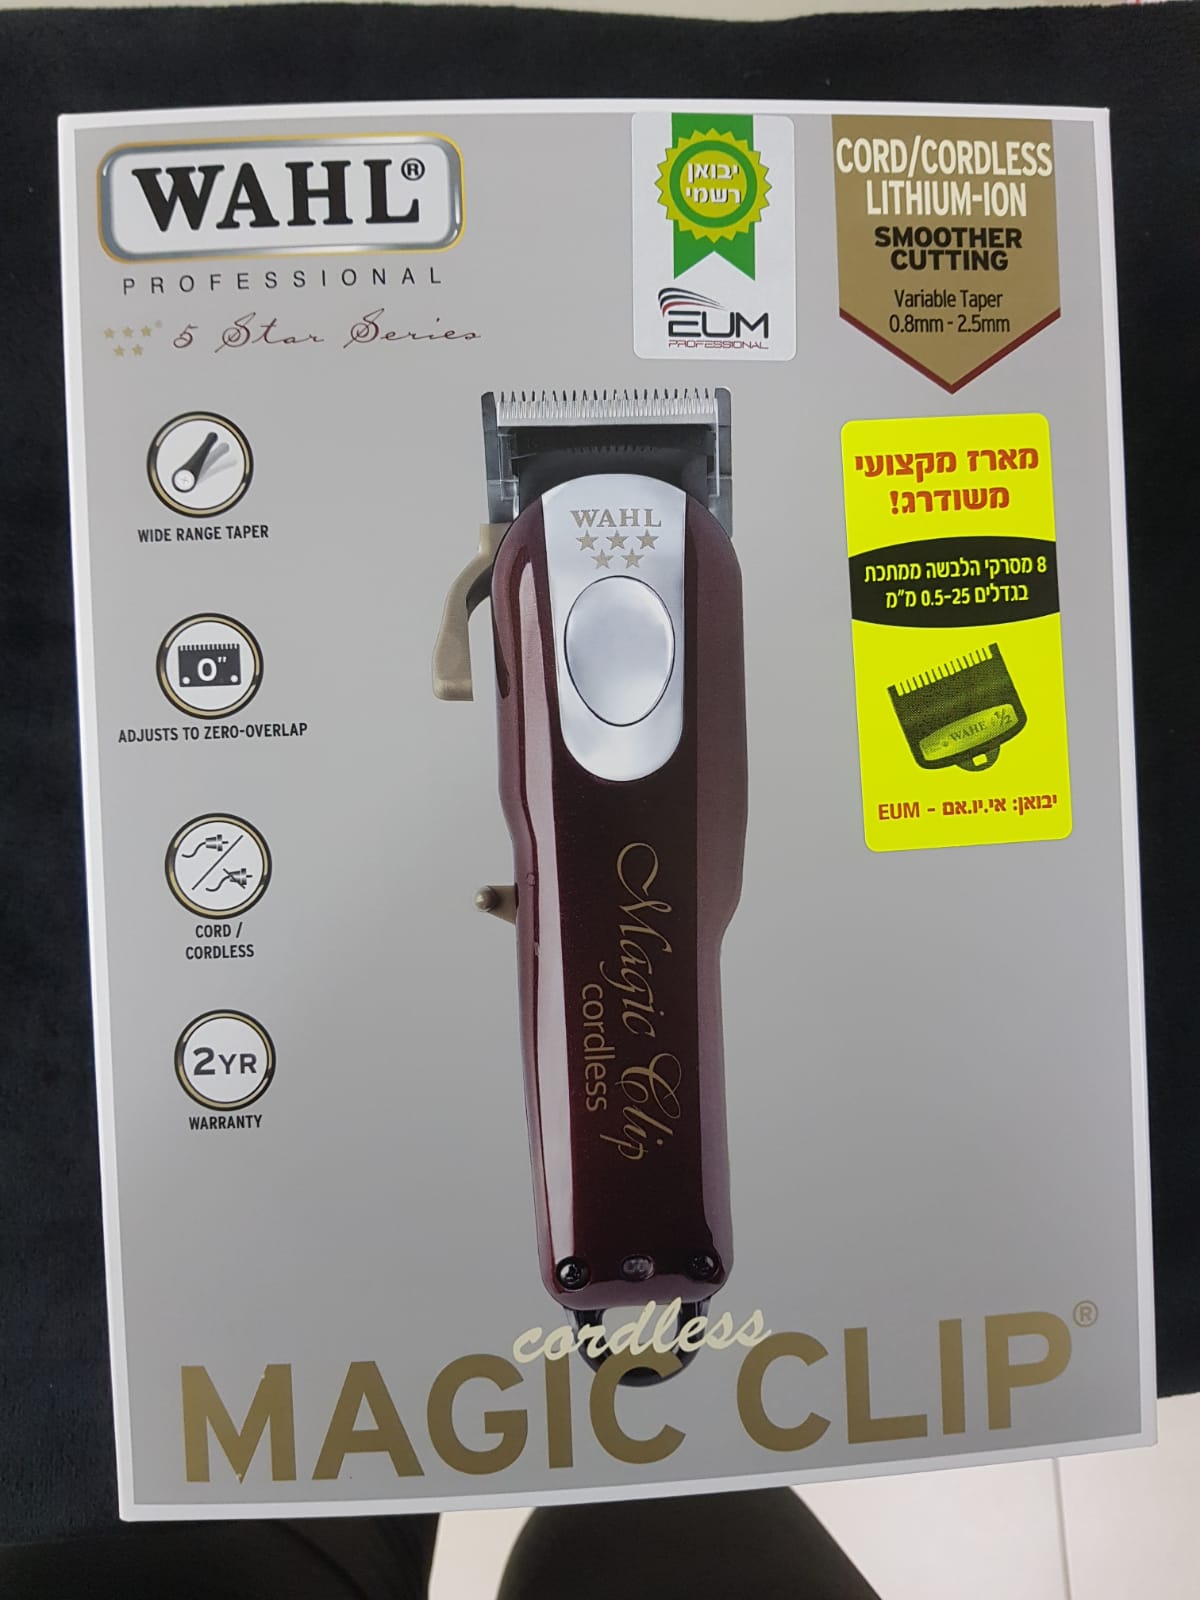 WAHL®
PROFESSIONAL
5 Star Series
יבואן
רשמי
EUM
PROFESSIONAL
CORD/CORDLESS
LITHIUM-ION
SMOOTHER
CUTTING
Variable Taper
0.8mm - 2.5mm
WIDE RANGE TAPER
0"
ADJUSTS TO ZERO-OVERLAP
CORD /
CORDLESS
2YR
WARRANTY
WAHL
Magic Clip
cordless
מארז מקצועי
משודרג!
8 מסרקי הלבשה ממתכת
בגדלים 0.5-25 מ"מ
WAHL 1/2
יבואן: אי.יו.אם - EUM
cordless
MAGIC CLIP®